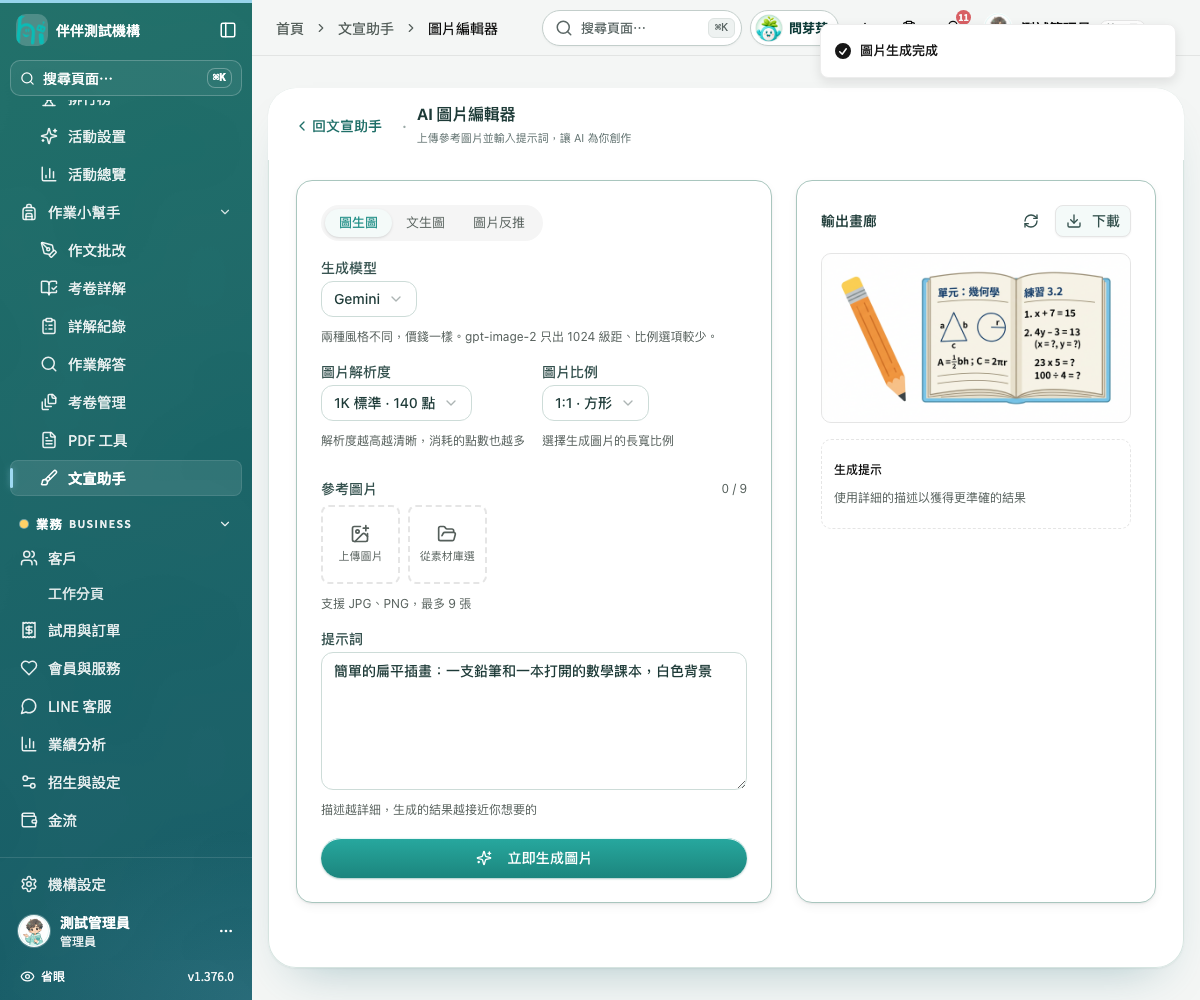 伴伴測試機構
搜尋頁面…
⌘K
排行榜
活動設置
活動總覽
作業小幫手
作文批改
考卷詳解
詳解紀錄
作業解答
考卷管理
PDF 工具
文宣助手
業務 BUSINESS
客戶
工作分頁
試用與訂單
會員與服務
LINE 客服
業績分析
招生與設定
金流
機構設定
測試管理員
管理員
省眼
v1.376.0
首頁
文宣助手
圖片編輯器
搜尋頁面…
⌘K
11
圖片生成完成
回文宣助手
·
AI 圖片編輯器
上傳參考圖片並輸入提示詞，讓 AI 為你創作
圖生圖
文生圖
圖片反推
生成模型
Gemini
兩種風格不同，價錢一樣。gpt-image-2 只出 1024 級距、比例選項較少。
圖片解析度
1K 標準 · 140 點
解析度越高越清晰，消耗的點數也越多
圖片比例
1:1 · 方形
選擇生成圖片的長寬比例
參考圖片
0 / 9
上傳圖片
從素材庫選
支援 JPG、PNG，最多 9 張
提示詞
簡單的扁平插畫：一支鉛筆和一本打開的數學課本，白色背景
描述越詳細，生成的結果越接近你想要的
立即生成圖片
輸出畫廊
下載
單元：幾何學
a
b
c
r
A = ½bh ; C = 2πr
練習 3.2
1. x + 7 = 15
2. 4y – 3 = 13
(x = ?, y = ?)
23 x 5 = ?
100 ÷ 4 = ?
生成提示
使用詳細的描述以獲得更準確的結果